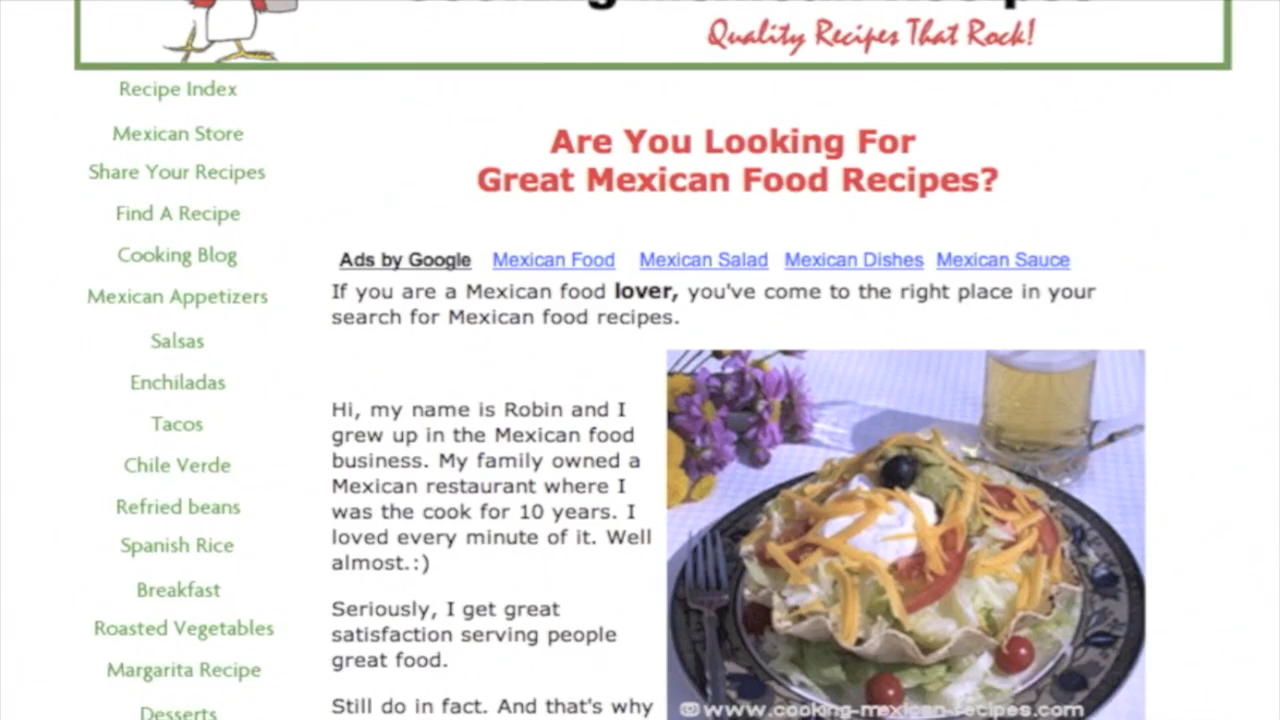 Quality Recipes That Rock!
Recipe Index
Mexican Store
Share Your Recipes
Find A Recipe
Cooking Blog
Mexican Appetizers
Salsas
Enchiladas
Tacos
Chile Verde
Refried beans
Spanish Rice
Breakfast
Roasted Vegetables
Margarita Recipe
Desserts
Are You Looking For
Great Mexican Food Recipes?
Ads by Google Mexican Food Mexican Salad Mexican Dishes Mexican Sauce
If you are a Mexican food lover, you've come to the right place in your
search for Mexican food recipes.
Hi, my name is Robin and I
grew up in the Mexican food
business. My family owned a
Mexican restaurant where I
was the cook for 10 years. I
loved every minute of it. Well
almost.:)
Seriously, I get great
satisfaction serving people
great food.
Still do in fact. And that's why
© www.cooking-mexican-recipes.com